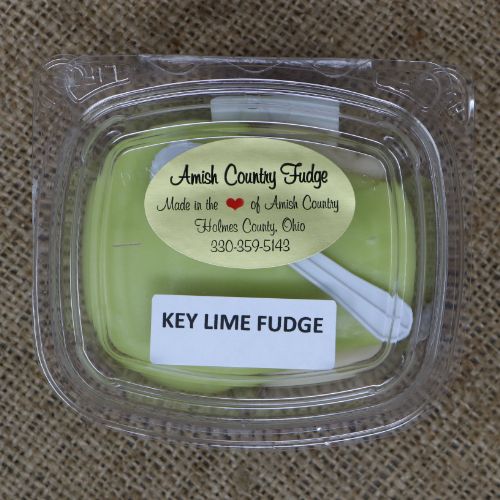 Amish Country Fudge
Made in the ❤ of Amish Country
Holmes County, Ohio
330-359-5143
KEY LIME FUDGE